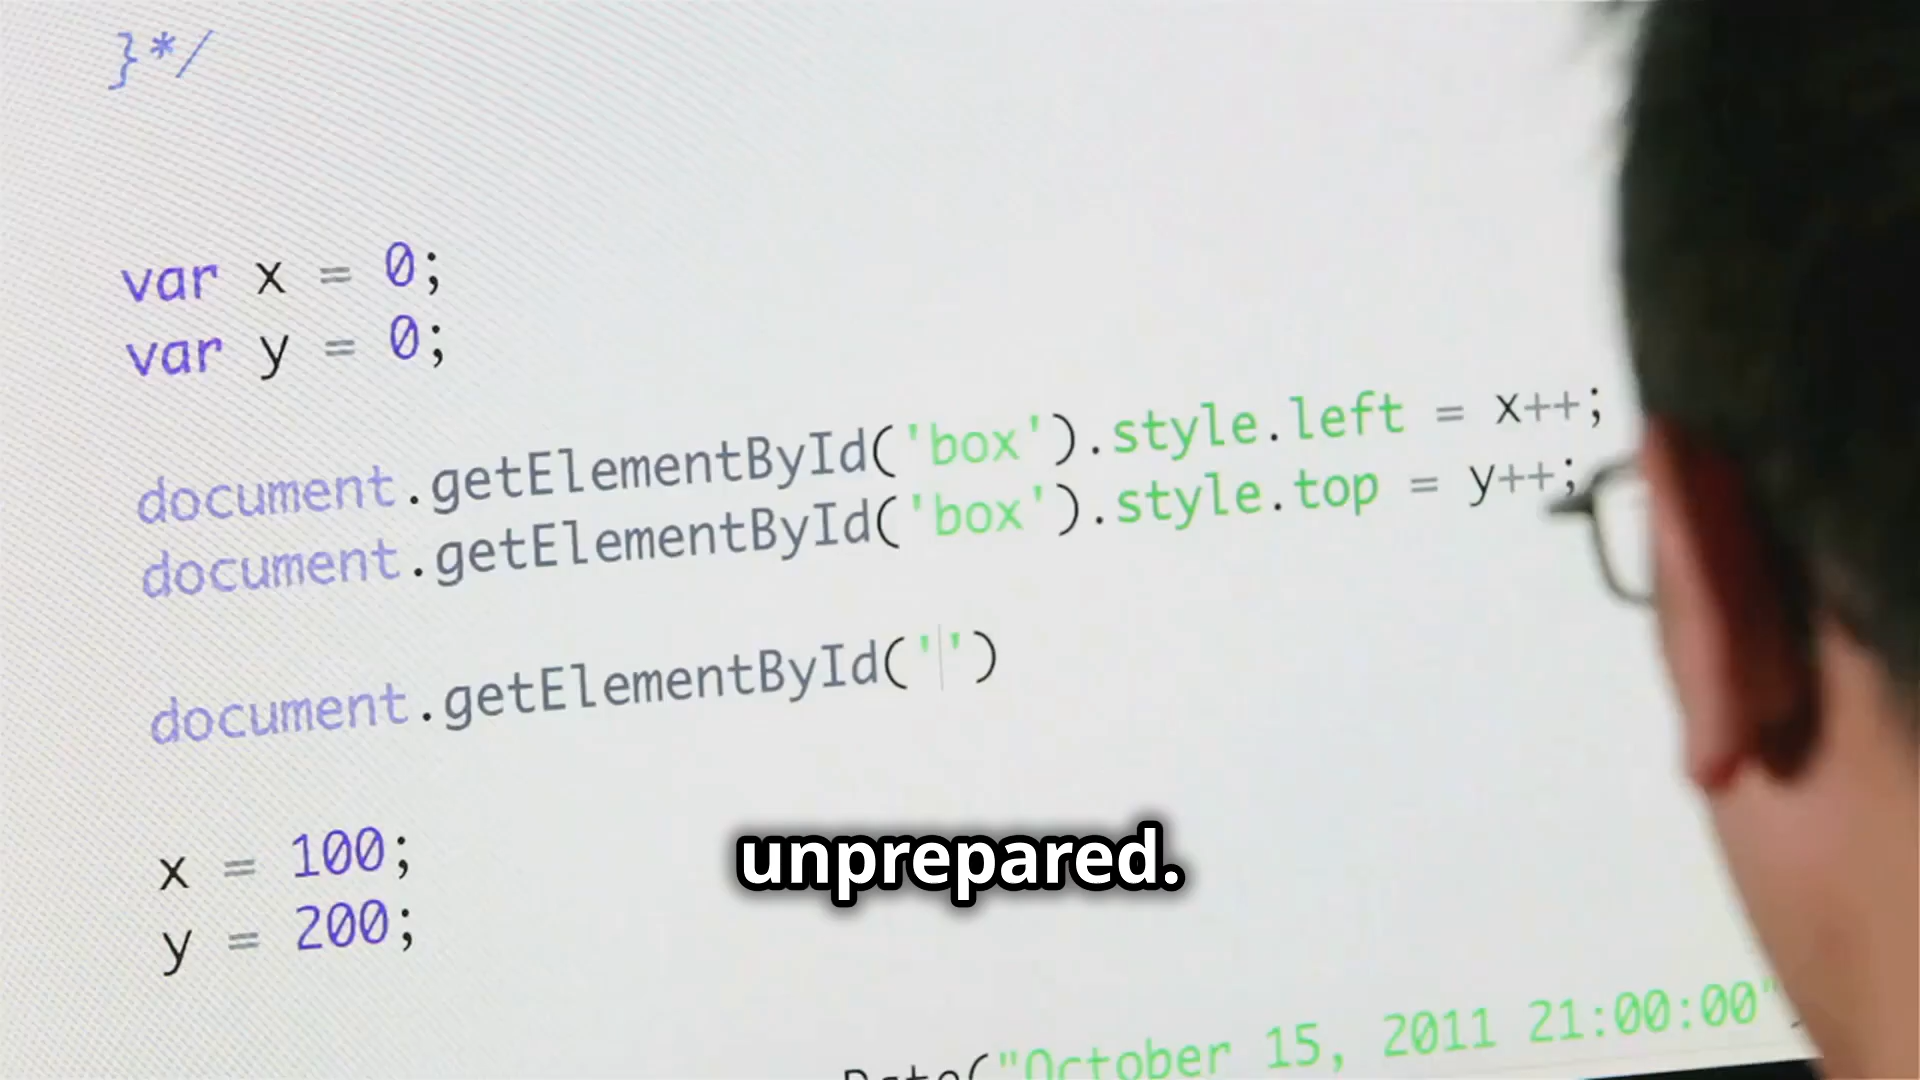 }*/
var x = 0;
var y = 0;
document.getElementById('box').style.left = x++;
document.getElementById('box').style.top = y++;
document.getElementById('')
x = 100;
y = 200;
unprepared.
Date("October 15, 2011 21:00:00"